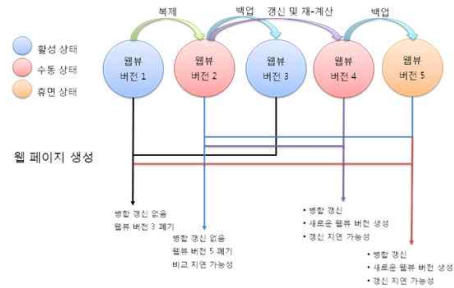 복제
백업
갱신 및 재-계산
백업
활성 상태
수동 상태
휴면 상태
웹뷰
버전 1
웹뷰
버전 2
웹뷰
버전 3
웹뷰
버전 4
웹뷰
버전 5
웹 페이지 생성
병합 갱신 없음
웹뷰 버전 3 폐기
병합 갱신 없음
웹뷰 버전 5 폐기
비교 지연 가능성
• 병합 갱신
• 새로운 웹뷰 버전 생성
• 갱신 지연 가능성
• 병합 갱신
• 새로운 웹뷰 버전 생성
• 갱신 지연 가능성